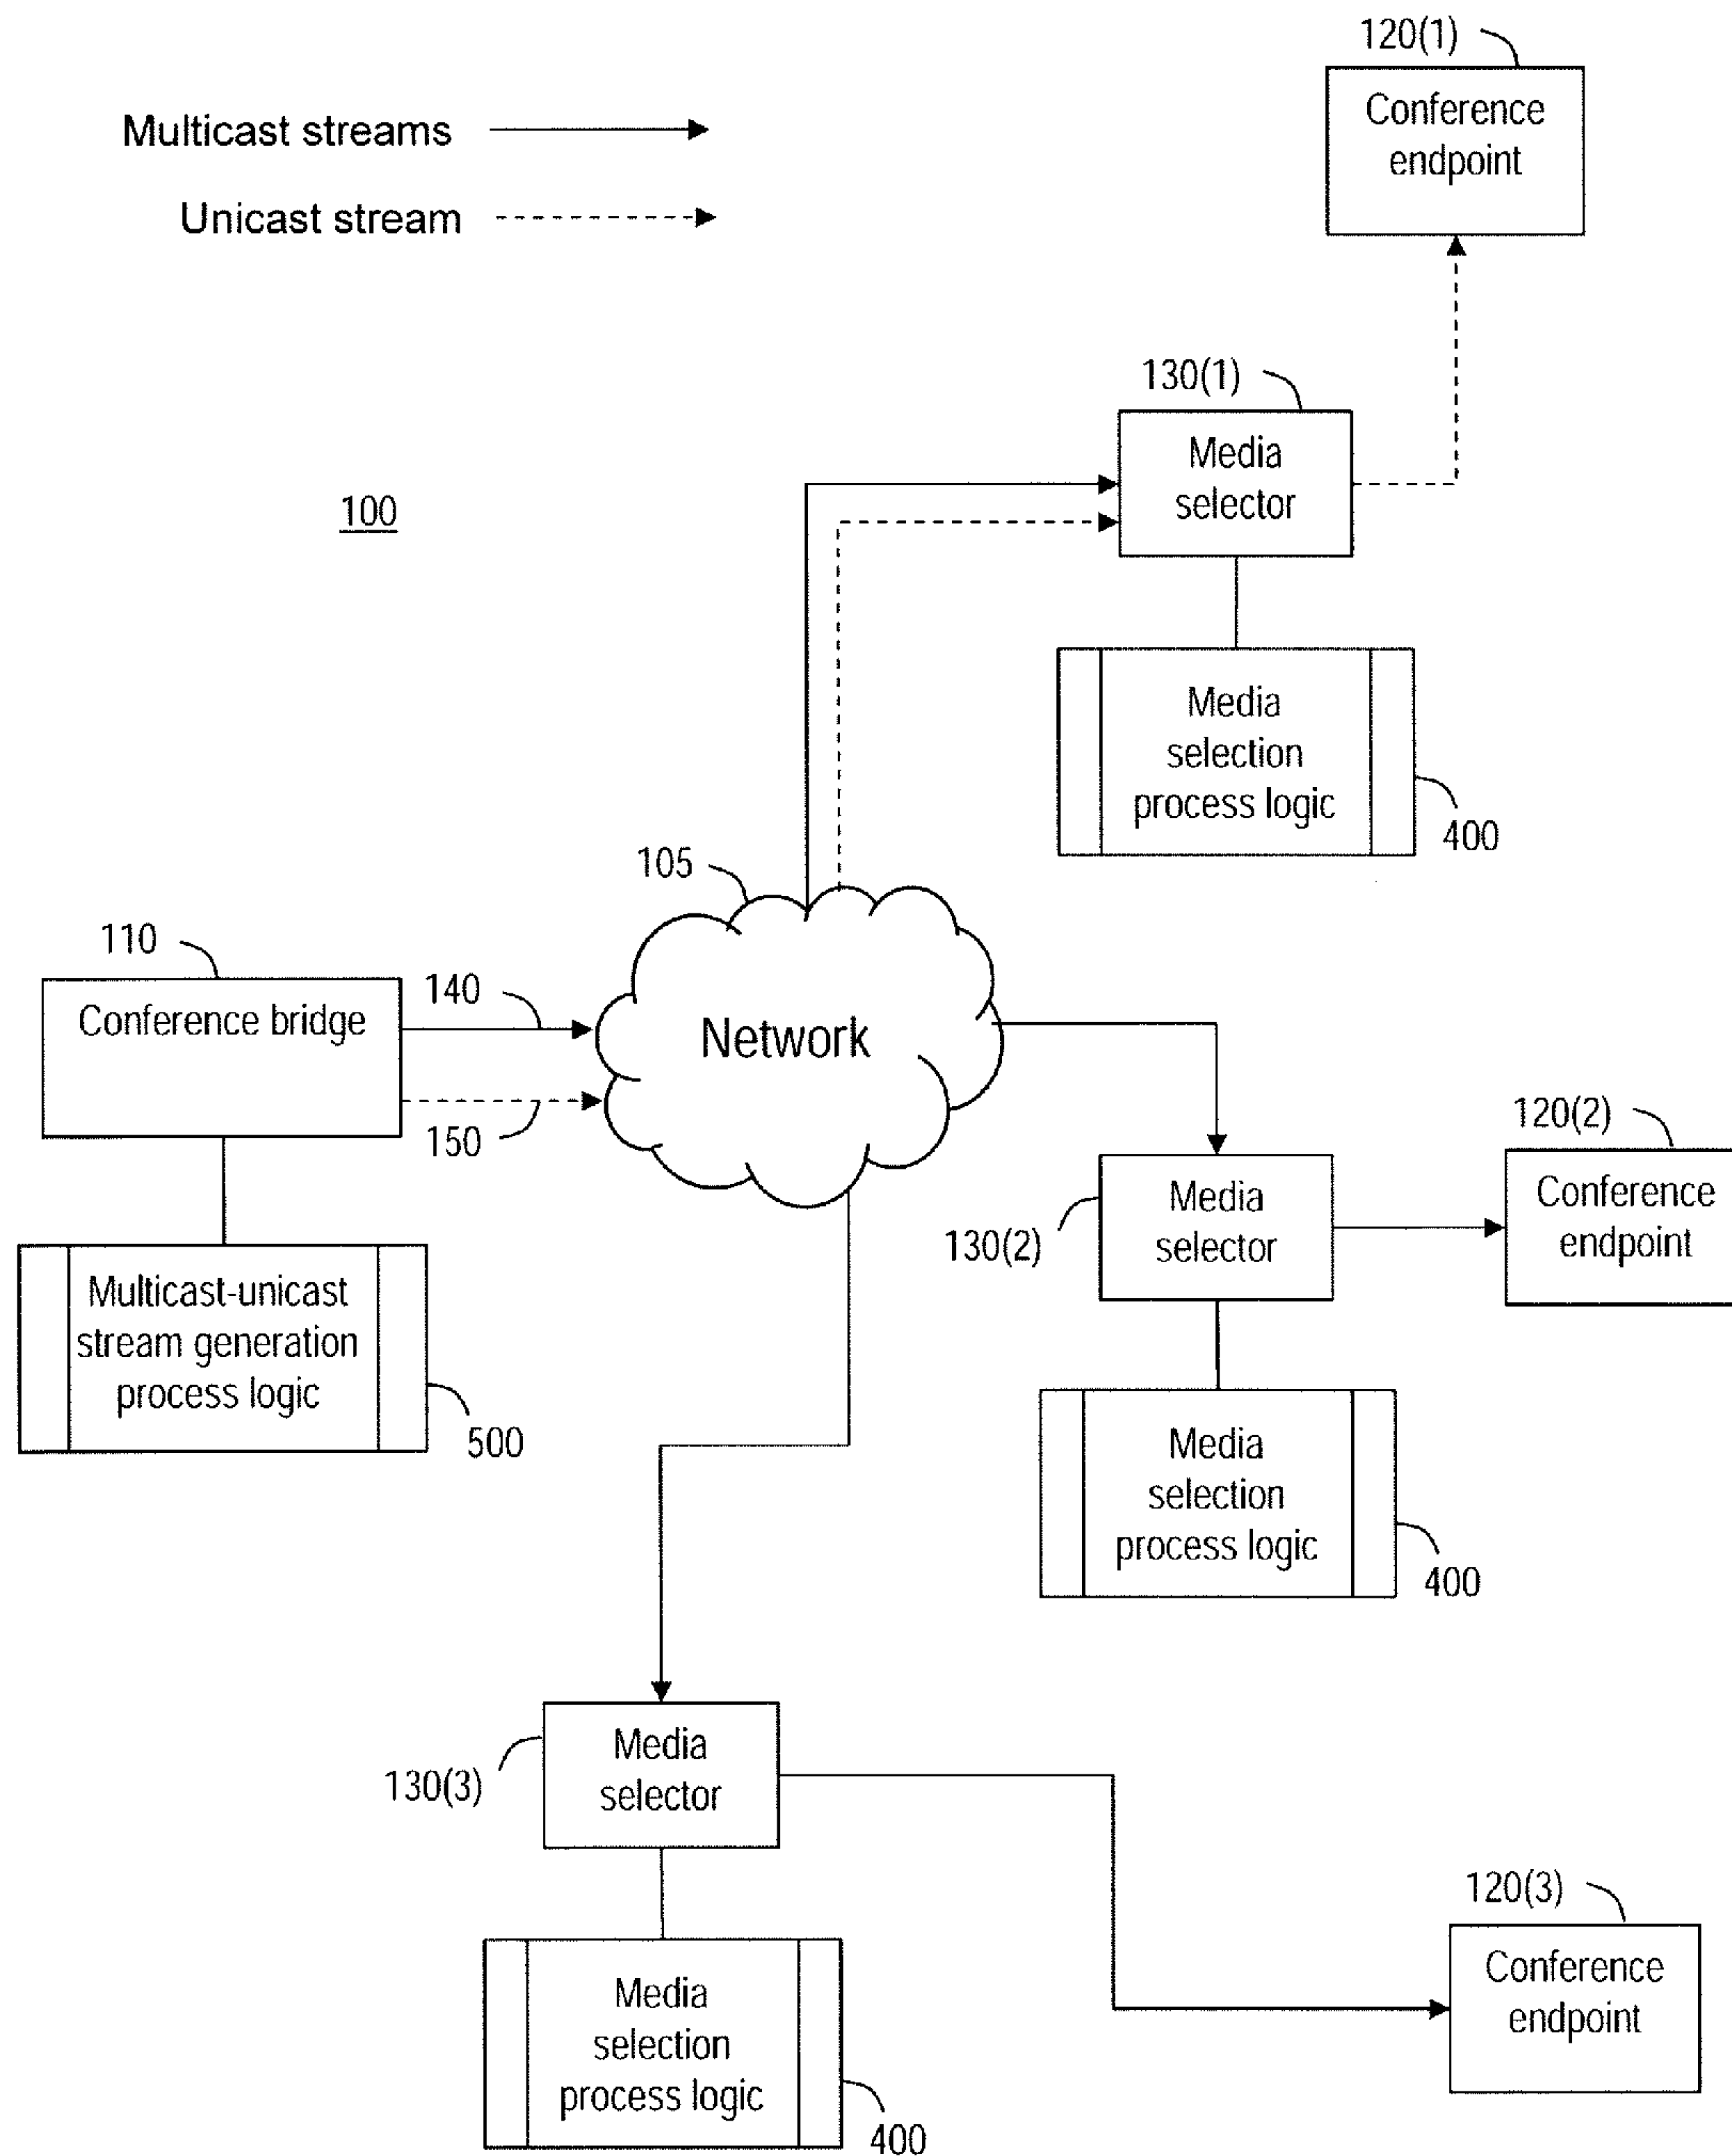 120(1)
Conference
endpoint
Multicast streams
Unicast stream
130(1)
Media
selector
100
Media
selection
process logic
400
105
110
Conference bridge
140
Network
150
120(2)
Conference
endpoint
Media
selector
130(2)
Multicast-unicast
stream generation
process logic
500
Media
selection
process logic
400
Media
selector
130(3)
120(3)
Conference
endpoint
Media
selection
process logic
400